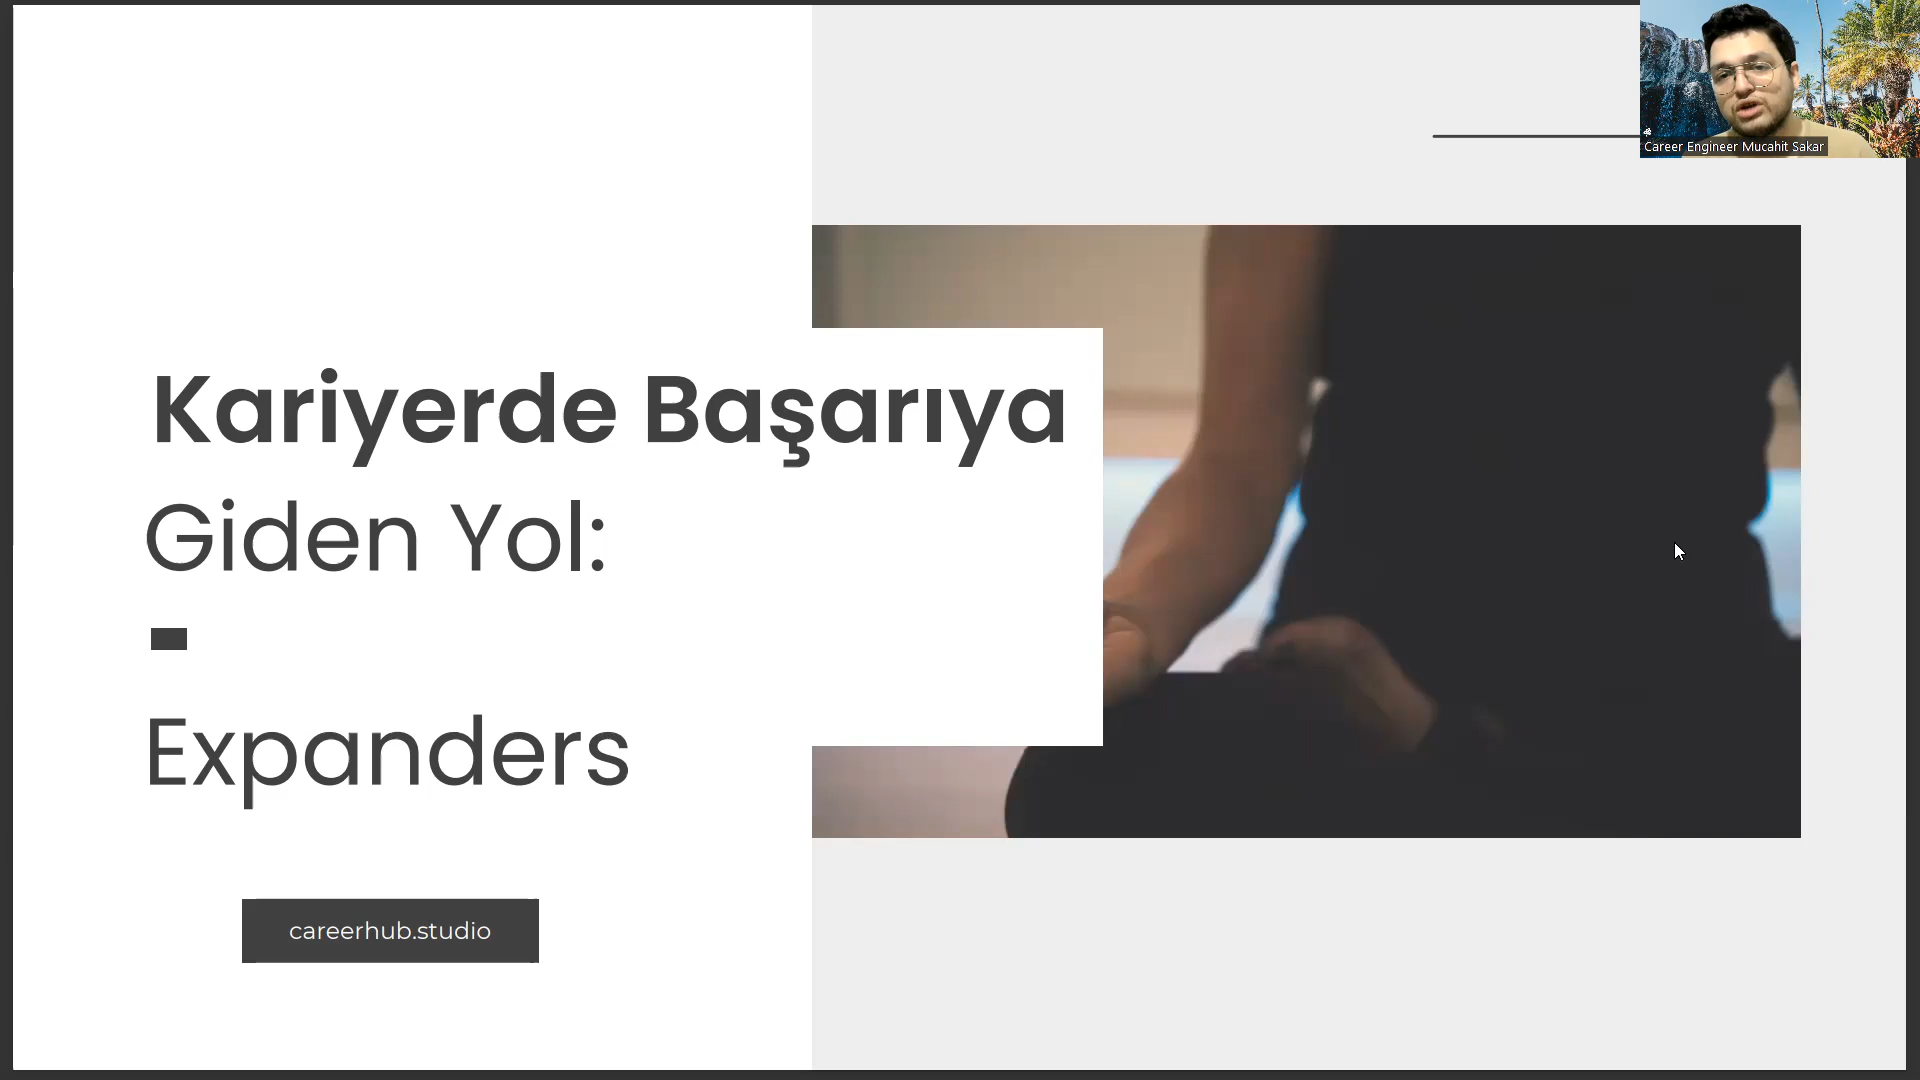 Career Engineer Mucahit Sakar
Kariyerde Başarıya
Giden Yol:
Expanders
careerhub.studio